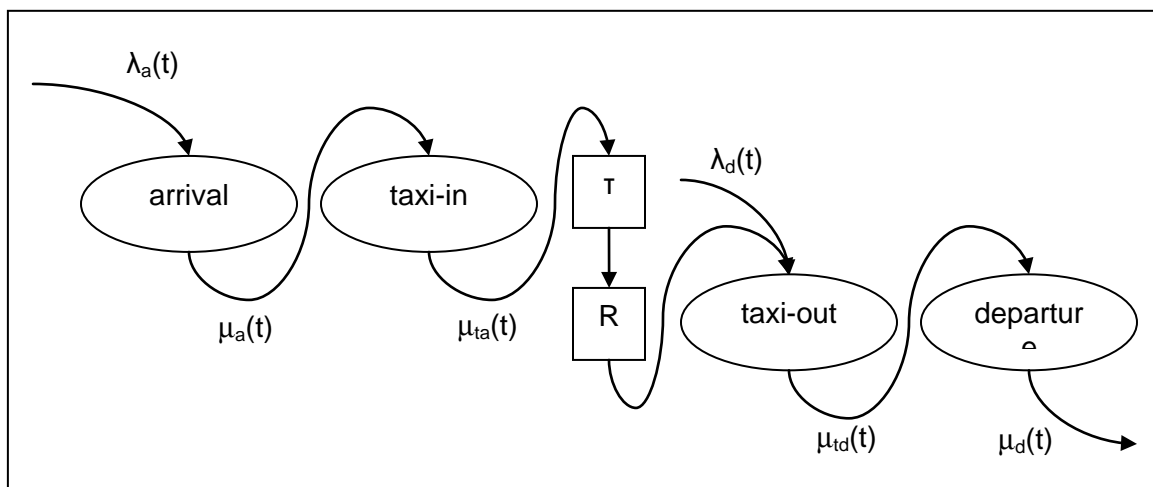 λa(t)
arrival
taxi-in
T
λd(t)
μa(t)
μta(t)
R
taxi-out
departur
e
μtd(t)
μd(t)